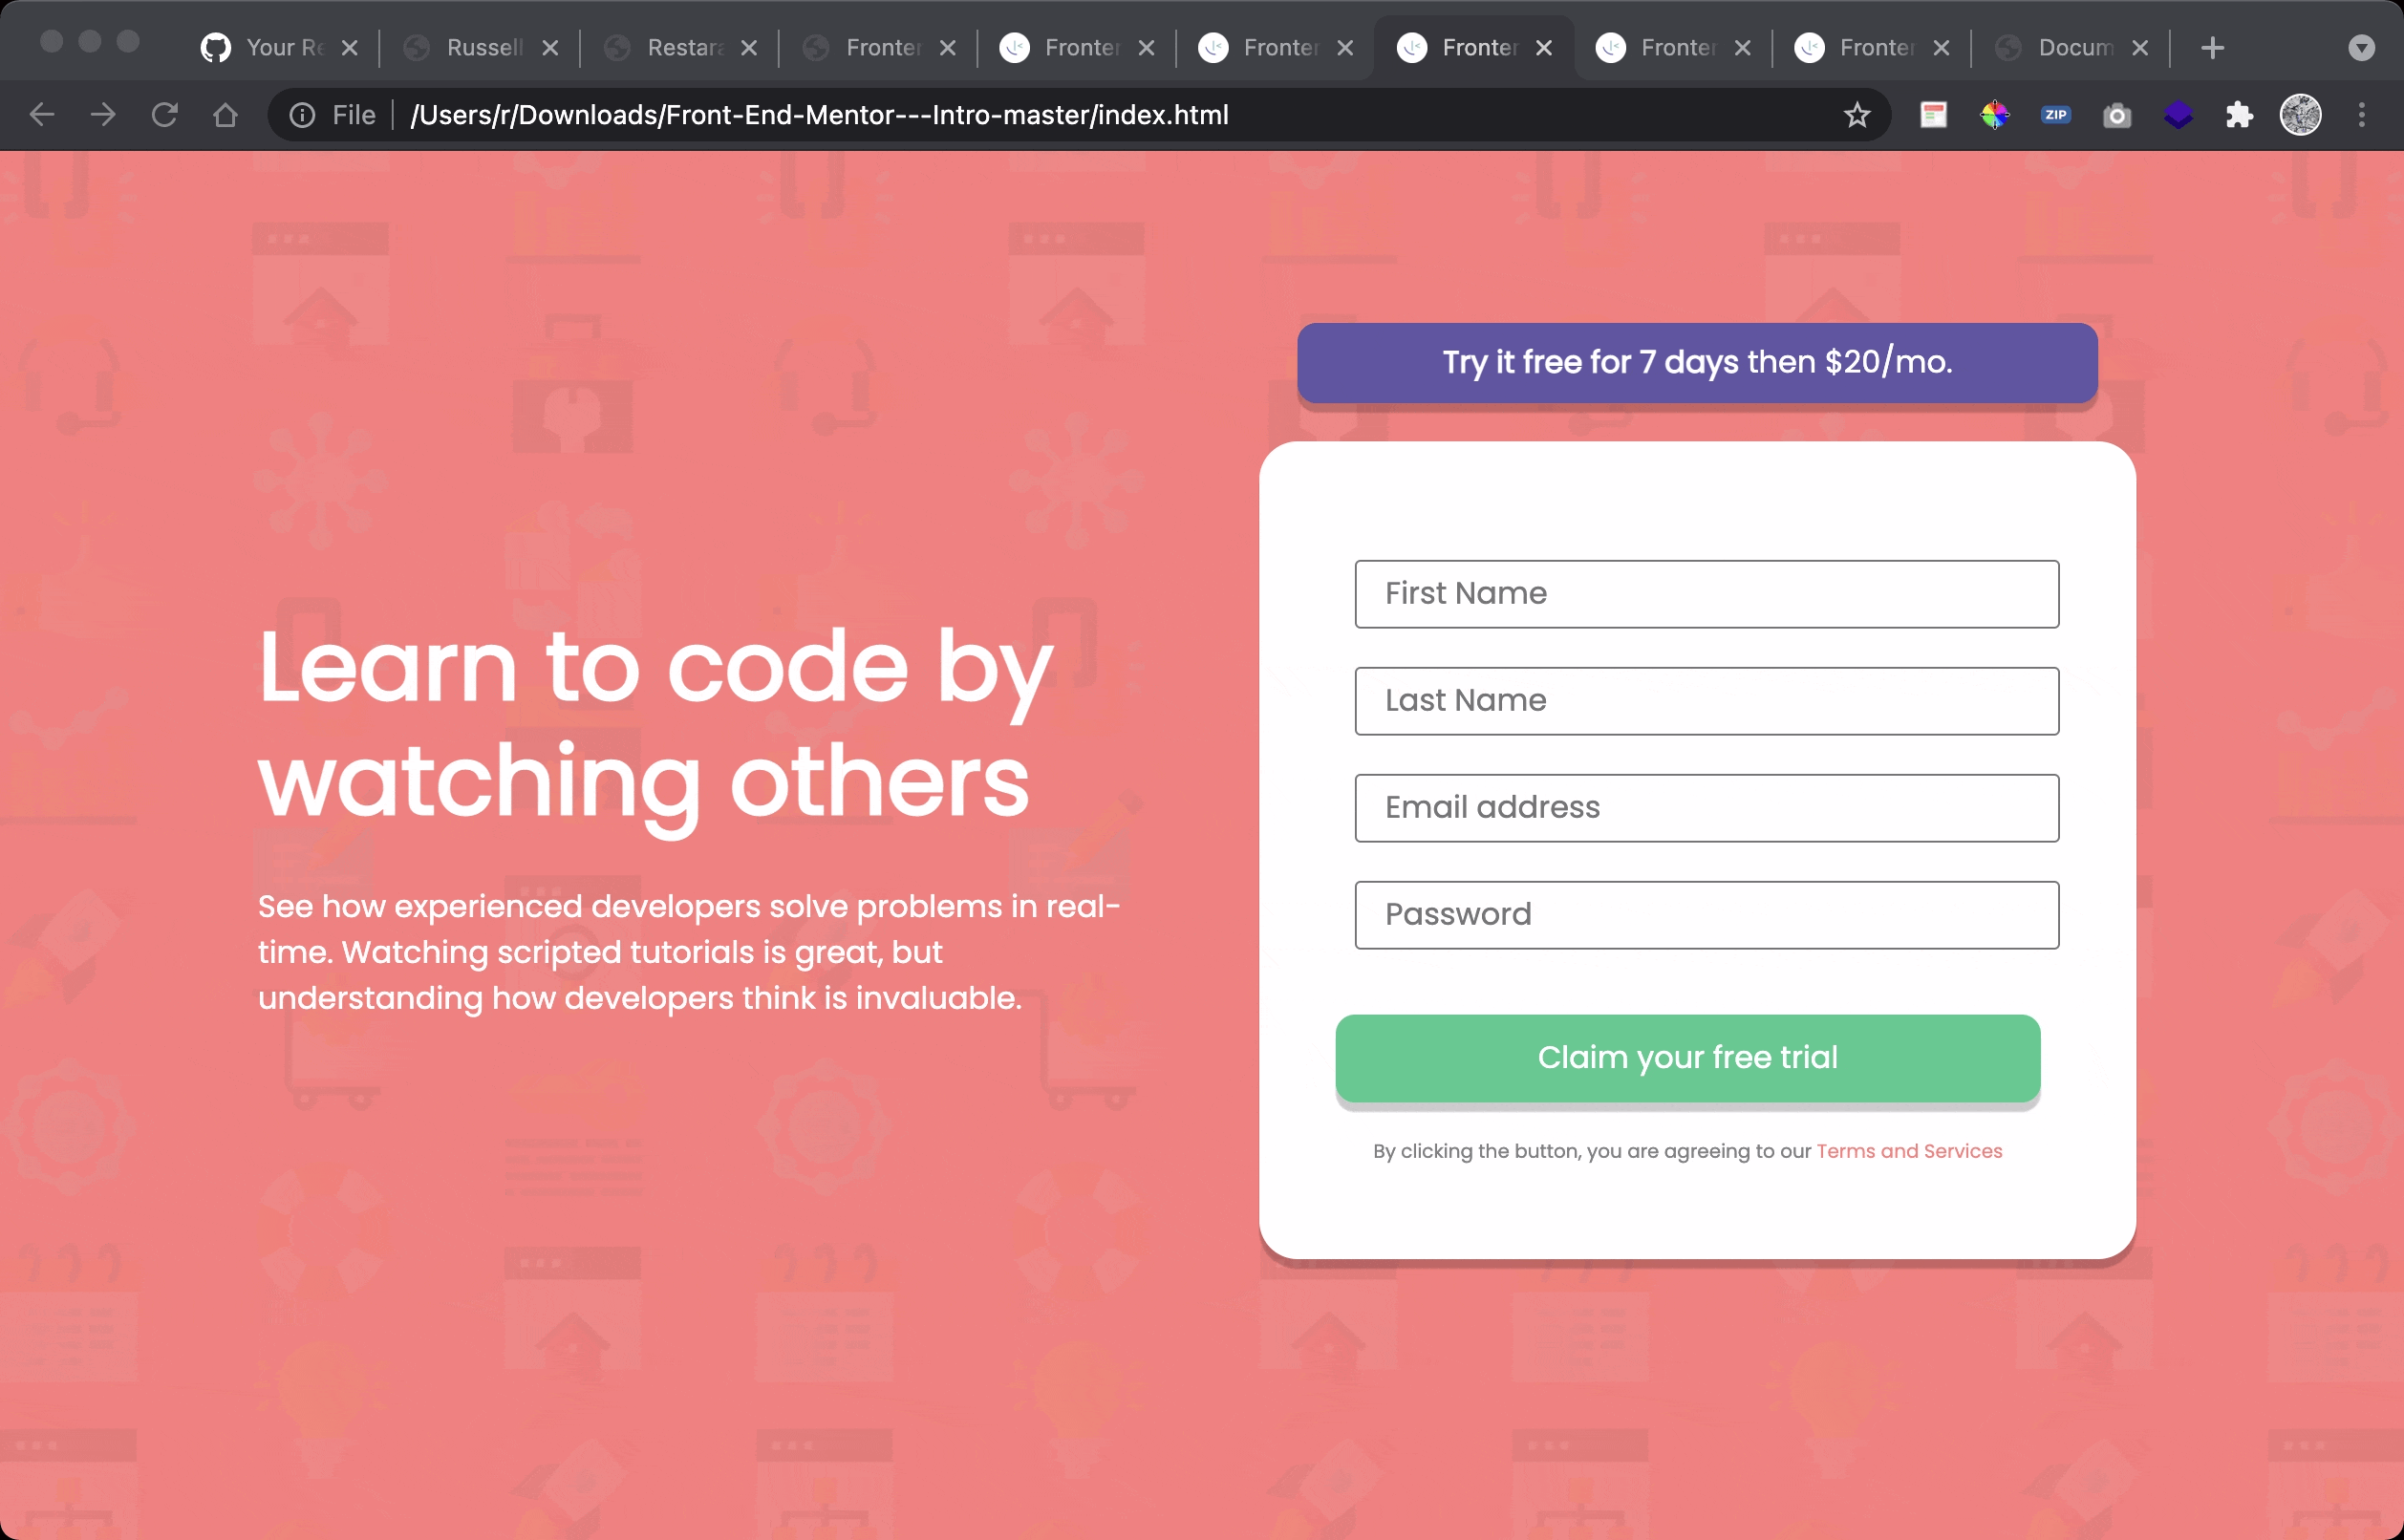 Your Re
Russell
Restara
Fronter
Fronter
Fronter
Fronter
Fronter
Fronter
Docum
File
/Users/r/Downloads/Front-End-Mentor---Intro-master/index.html
ZIP
Try it free for 7 days then $20/mo.
Learn to code by
watching others
See how experienced developers solve problems in real-
time. Watching scripted tutorials is great, but
understanding how developers think is invaluable.
First Name
Last Name
Email address
Password
Claim your free trial
By clicking the button, you are agreeing to our Terms and Services